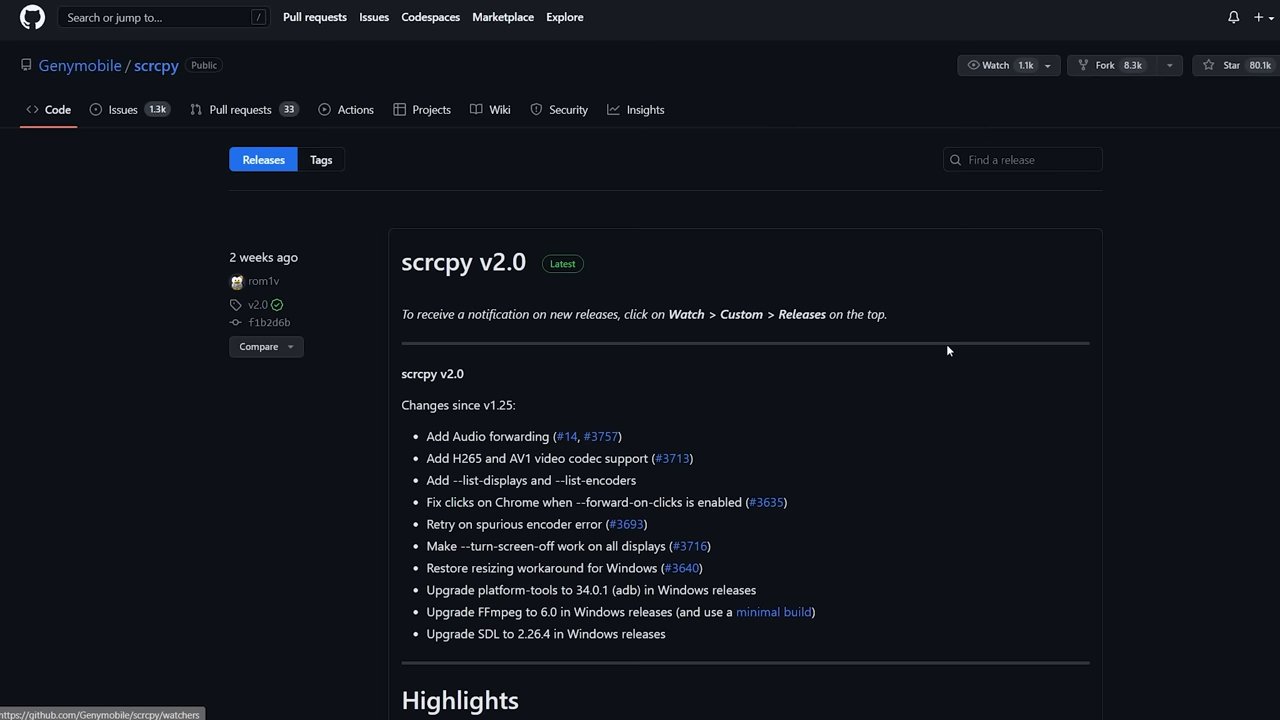 Search or jump to... /
Pull requests Issues Codespaces Marketplace Explore
Genymobile / scrcpy Public
Watch 1.1k Fork 8.3k Star 80.1k
Code Issues 1.3k Pull requests 33 Actions Projects Wiki Security Insights
Releases Tags
Find a release
2 weeks ago
rom1v
v2.0
f1b2d6b
Compare
scrcpy v2.0 Latest
To receive a notification on new releases, click on Watch > Custom > Releases on the top.
scrcpy v2.0
Changes since v1.25:
• Add Audio forwarding (#14, #3757)
• Add H265 and AV1 video codec support (#3713)
• Add --list-displays and --list-encoders
• Fix clicks on Chrome when --forward-on-clicks is enabled (#3635)
• Retry on spurious encoder error (#3693)
• Make --turn-screen-off work on all displays (#3716)
• Restore resizing workaround for Windows (#3640)
• Upgrade platform-tools to 34.0.1 (adb) in Windows releases
• Upgrade FFmpeg to 6.0 in Windows releases (and use a minimal build)
• Upgrade SDL to 2.26.4 in Windows releases
Highlights
https://github.com/Genymobile/scrcpy/watchers